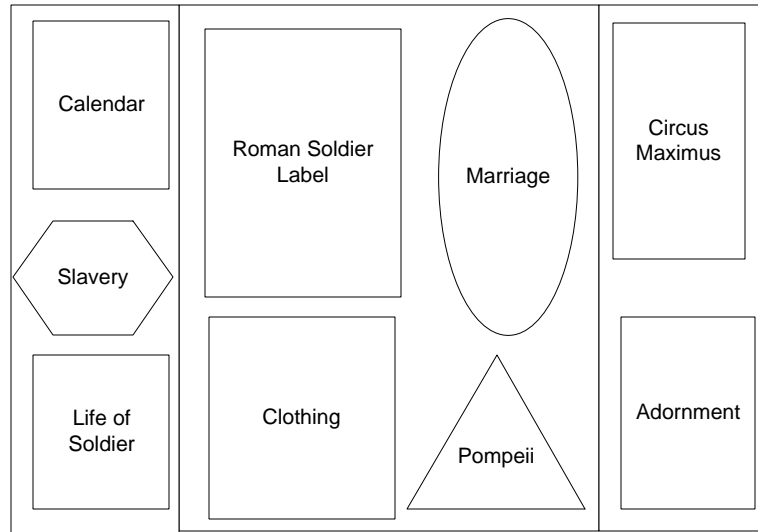 Calendar
Slavery
Life of
Soldier
Roman Soldier
Label
Clothing
Marriage
Pompeii
Circus
Maximus
Adornment